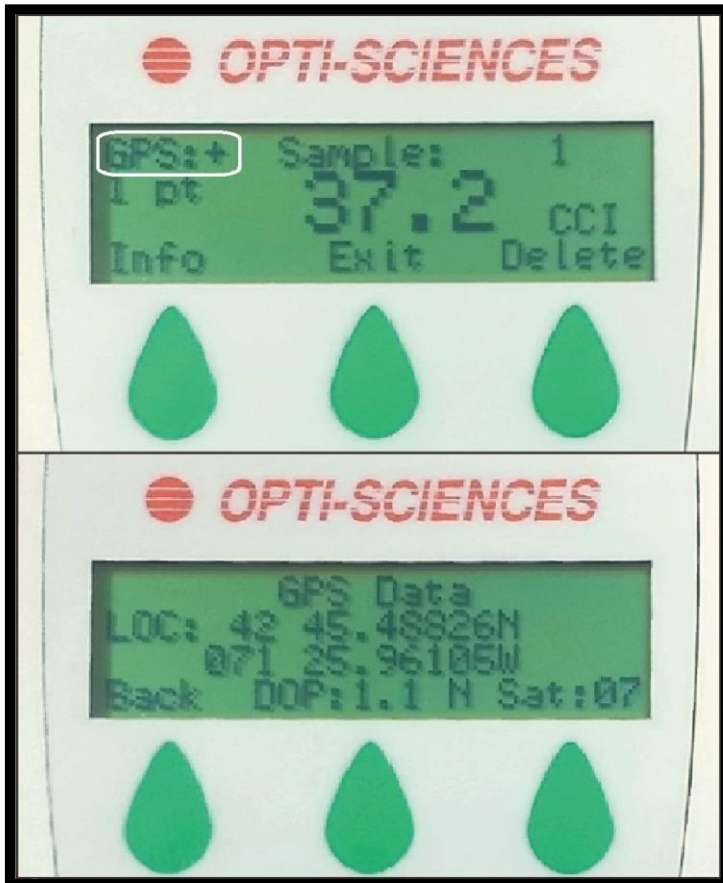 OPTI-SCIENCES
GPS:+ Sample: 1
1 pt 37.2 CCI
Info Exit Delete
OPTI-SCIENCES
GPS Data
LOC: 42 45.48826N
071 25.96105W
Back DOP:1.1 N Sat:07